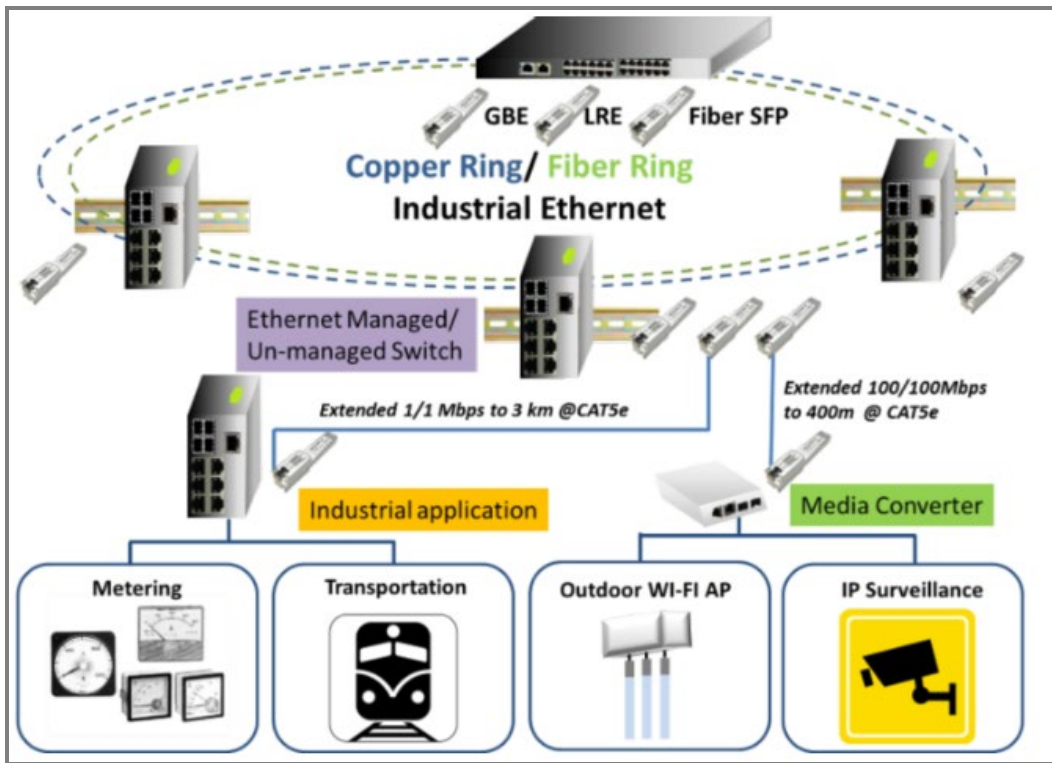 GBE
LRE
Fiber SFP
Copper Ring/ Fiber Ring
Industrial Ethernet
Ethernet Managed/
Un-managed Switch
Extended 1/1 Mbps to 3 km @CAT5e
Extended 100/100Mbps
to 400m @ CAT5e
Industrial application
Media Converter
Metering
Transportation
Outdoor WI-FI AP
IP Surveillance